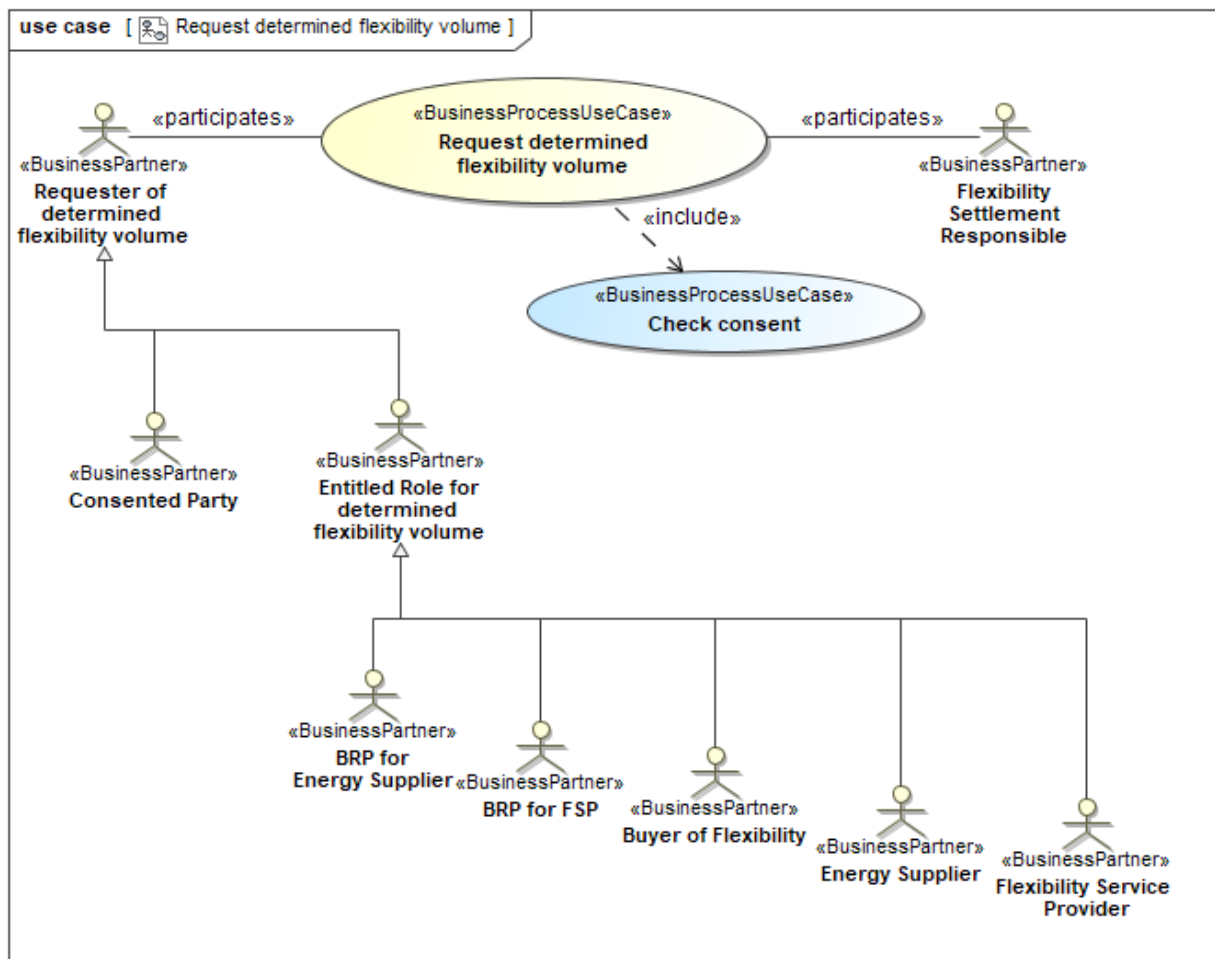 use case [ Request determined flexibility volume ]
«participates»
«BusinessProcessUseCase»
Request determined
flexibility volume
«participates»
«BusinessPartner»
Requester of
determined
flexibility volume
«BusinessPartner»
Flexibility
Settlement
Responsible
«include»
«BusinessProcessUseCase»
Check consent
«BusinessPartner»
Consented Party
«BusinessPartner»
Entitled Role for
determined
flexibility volume
«BusinessPartner»
BRP for
Energy Supplier
«BusinessPartner»
BRP for FSP
«BusinessPartner»
Buyer of Flexibility
«BusinessPartner»
Energy Supplier
«BusinessPartner»
Flexibility Service
Provider